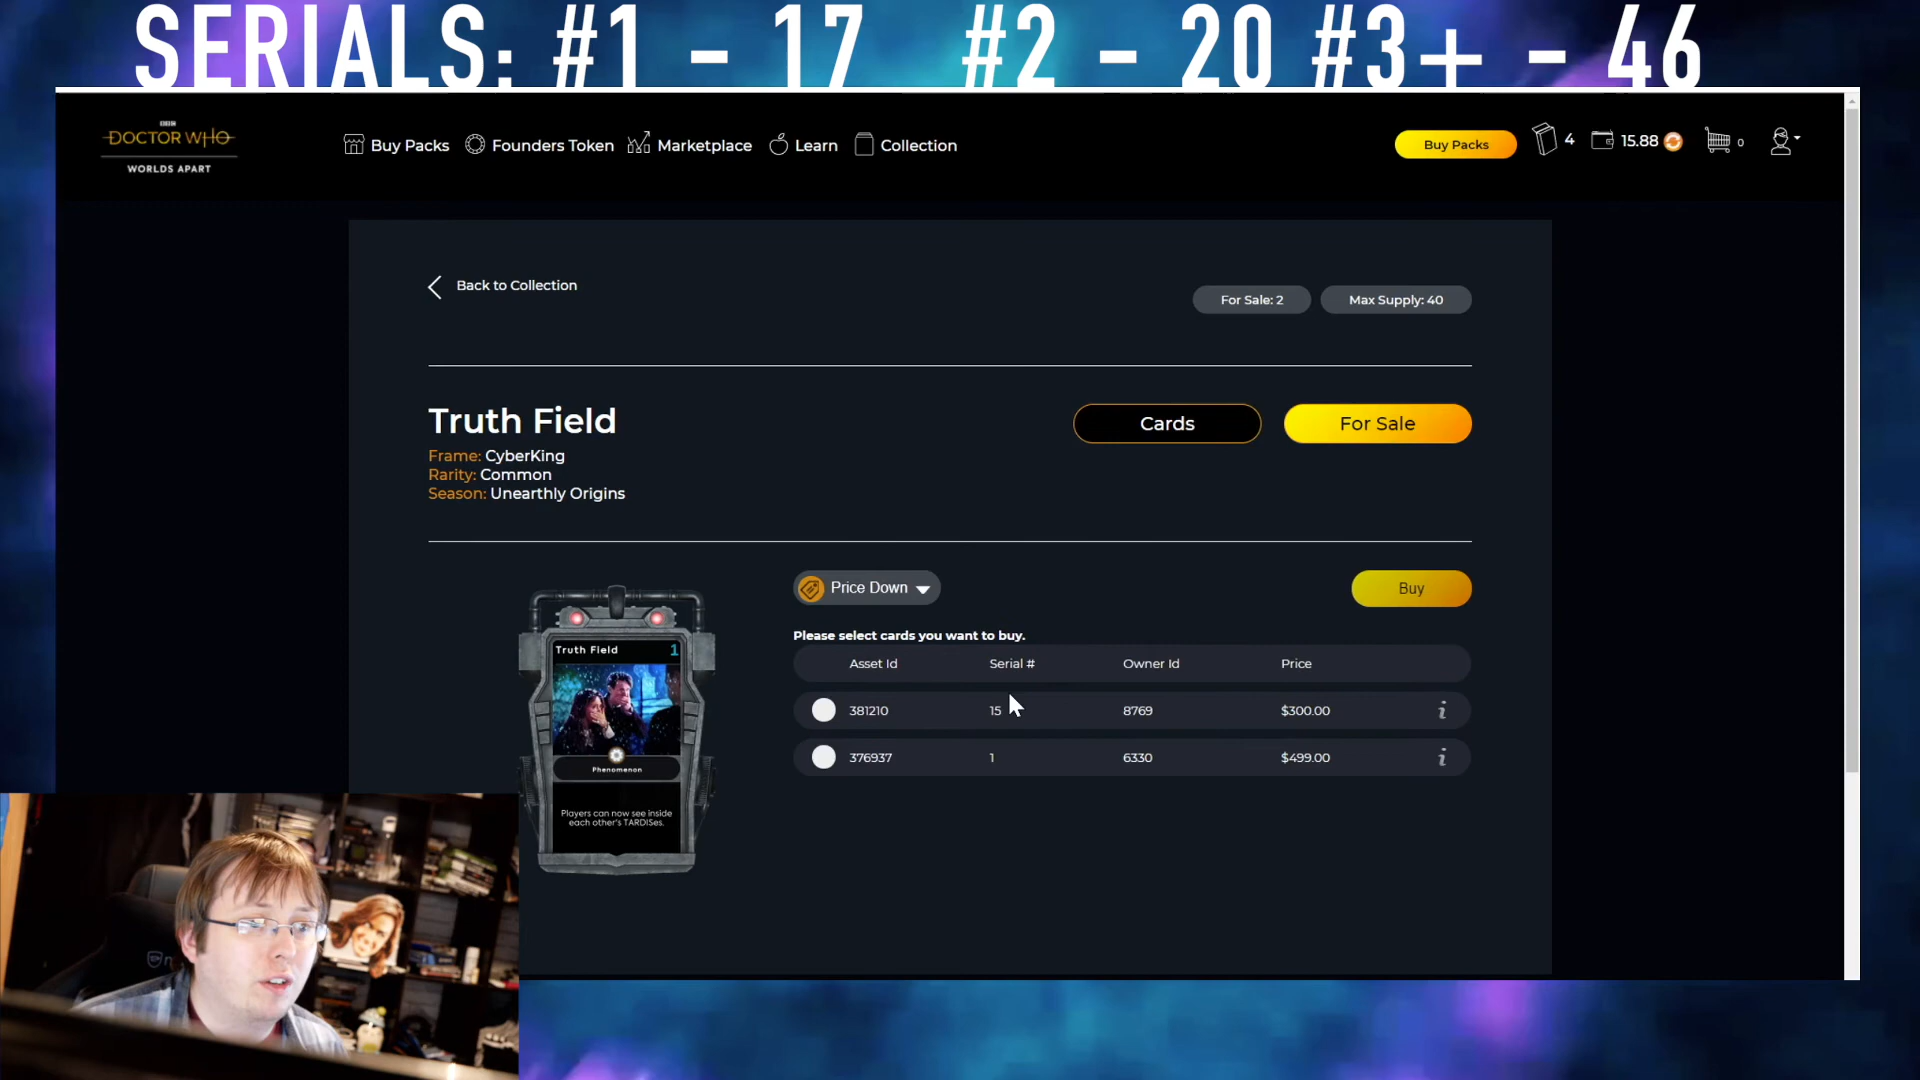 SERIALS: #1 - 17 #2 - 20 #3+ - 46
BBC
DOCTOR WHO
WORLDS APART
Buy Packs
Founders Token
Marketplace
Learn
Collection
Buy Packs
4
15.88
0
Back to Collection
For Sale: 2
Max Supply: 40
Truth Field
Frame: CyberKing
Rarity: Common
Season: Unearthly Origins
Cards
For Sale
Price Down
Buy
Please select cards you want to buy.
Asset Id Serial # Owner Id Price
381210 15 8769 $300.00 i
376937 1 6330 $499.00 i
Truth Field 1
Phenomenon
Players can now see inside
each other's TARDISes.